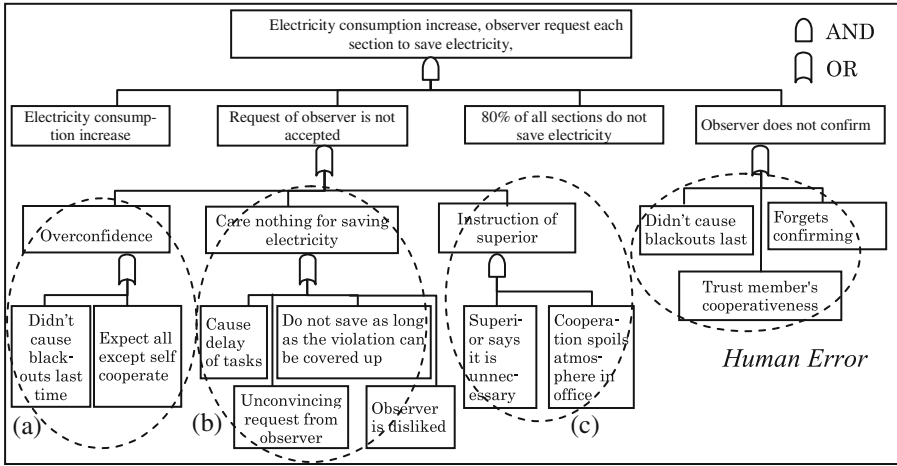 Electricity consumption increase, observer request each
section to save electricity,
AND
OR
Electricity consump-
tion increase
Request of observer is not
accepted
80% of all sections do not
save electricity
Observer does not confirm
Overconfidence
Care nothing for saving
electricity
Instruction of
superior
Didn't cause
blackouts last
Forgets
confirming
Trust member's
cooperativeness
Didn't
cause
black-
outs last
time
Expect all
except self
cooperate
Cause
delay
of tasks
Do not save as long
as the violation can
be covered up
Unconvincing
request from
observer
Observer
is disliked
Superi-
or says
it is
unnec-
essary
Cooper-
ation spoils
atmos-
phere in
office
Human Error
(a)
(b)
(c)